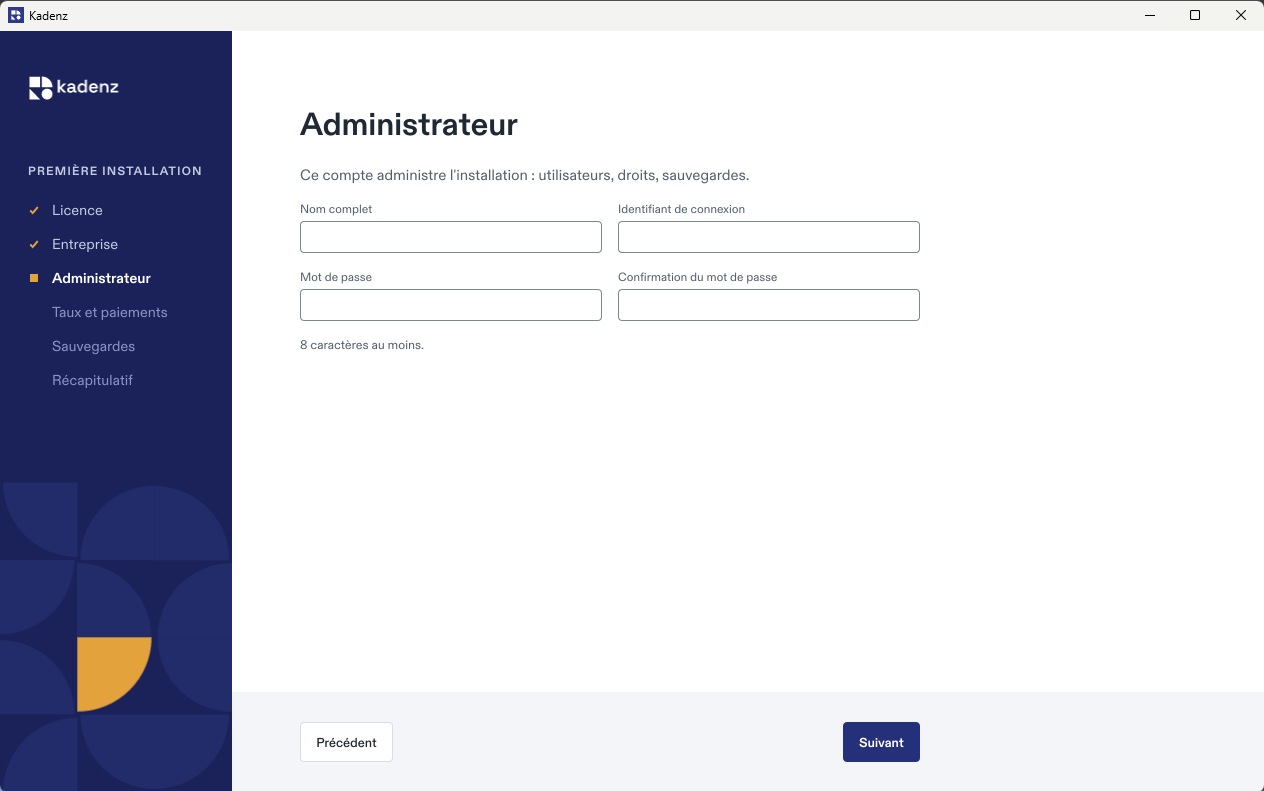 Kadenz
kadenz
PREMIÈRE INSTALLATION
Licence
Entreprise
Administrateur
Taux et paiements
Sauvegardes
Récapitulatif
Administrateur
Ce compte administre l'installation : utilisateurs, droits, sauvegardes.
Nom complet
Identifiant de connexion
Mot de passe
Confirmation du mot de passe
8 caractères au moins.
Précédent
Suivant